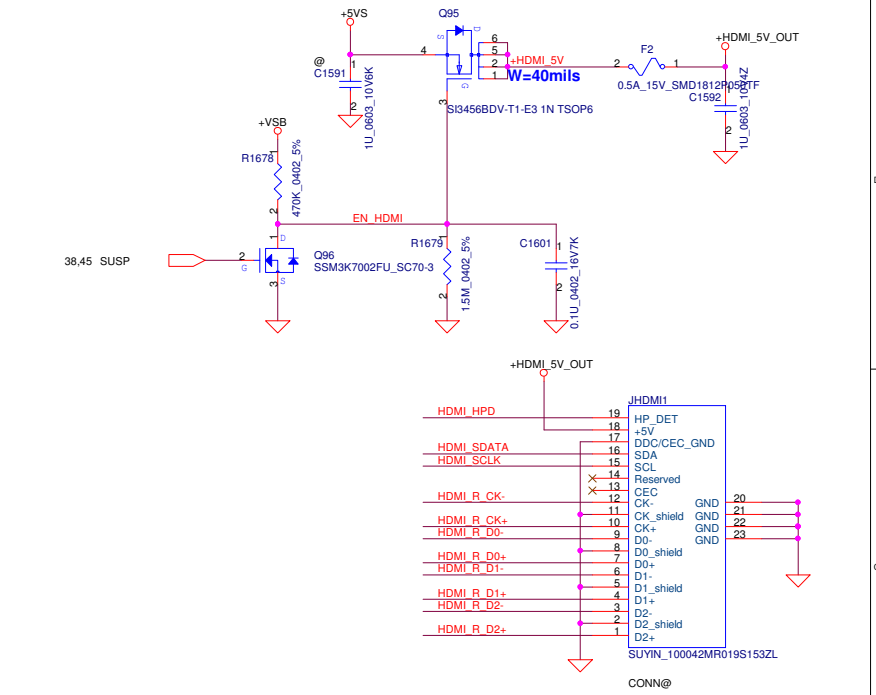 +5VS
Q95
D
S
G
4
6
5
2
1
3
+HDMI_5V
W=40mils
F2
2
1
+HDMI_5V_OUT
0.5A_15V_SMD1812P050TF
@
C1591
1
2
1U_0603_10V6K
C1592
1
2
1U_0603_10V4Z
SI3456BDV-T1-E3 1N TSOP6
+VSB
R1678
1
2
470K_0402_5%
EN_HDMI
38,45 SUSP
2
G
1
D
3
S
Q96
SSM3K7002FU_SC70-3
R1679
1
2
1.5M_0402_5%
C1601
1
2
0.1U_0402_16V7K
+HDMI_5V_OUT
JHDMI1
HDMI_HPD 19 HP_DET
18 +5V
17 DDC/CEC_GND
HDMI_SDATA 16 SDA
HDMI_SCLK 15 SCL
14 Reserved
13 CEC
HDMI_R_CK- 12 CK- GND 20
11 CK_shield GND 21
HDMI_R_CK+ 10 CK+ GND 22
HDMI_R_D0- 9 D0- GND 23
8 D0_shield
HDMI_R_D0+ 7 D0+
HDMI_R_D1- 6 D1-
5 D1_shield
HDMI_R_D1+ 4 D1+
HDMI_R_D2- 3 D2-
2 D2_shield
HDMI_R_D2+ 1 D2+
SUYIN_100042MR019S153ZL
CONN@